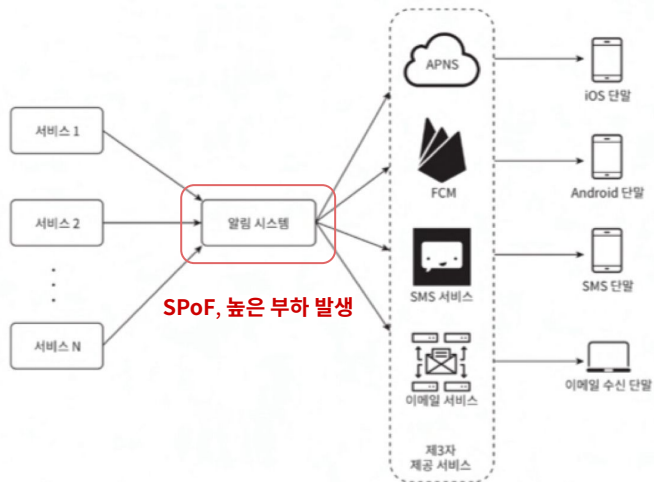 서비스 1
서비스 2
서비스 N
알림 시스템
SPoF, 높은 부하 발생
APNS
FCM
SMS 서비스
이메일 서비스
제3자
제공 서비스
iOS 단말
Android 단말
SMS 단말
이메일 수신 단말